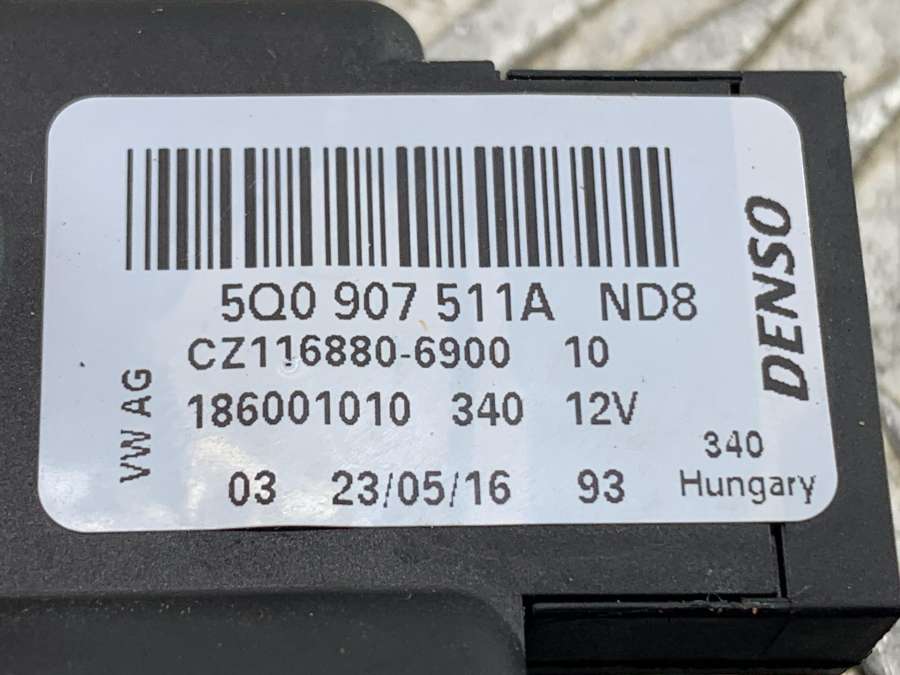 5Q0 907 511A ND8
CZ116880-6900 10
186001010 340 12V
03 23/05/16 93
VW AG
DENSO
340
Hungary